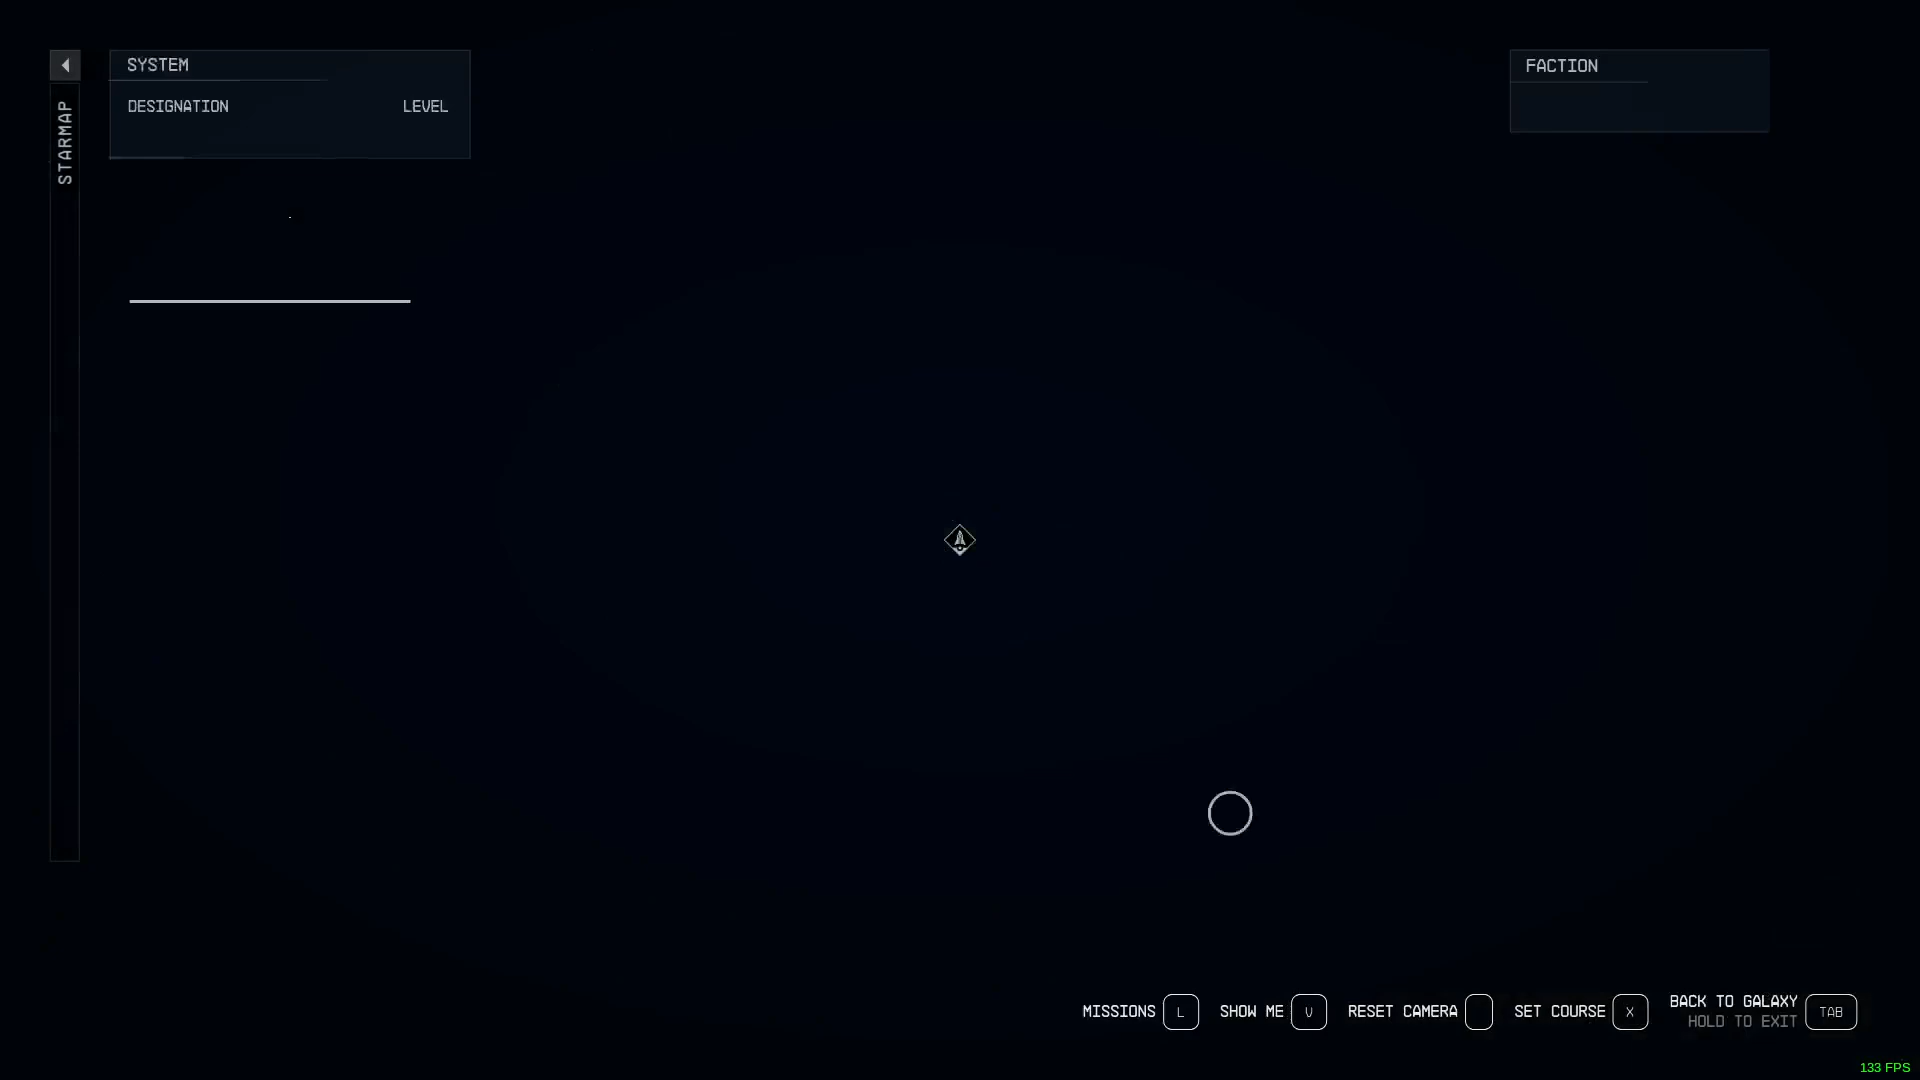 SYSTEM
DESIGNATION LEVEL
STARMAP
FACTION
MISSIONS L SHOW ME V RESET CAMERA SET COURSE X BACK TO GALAXY TAB
HOLD TO EXIT
133 FPS